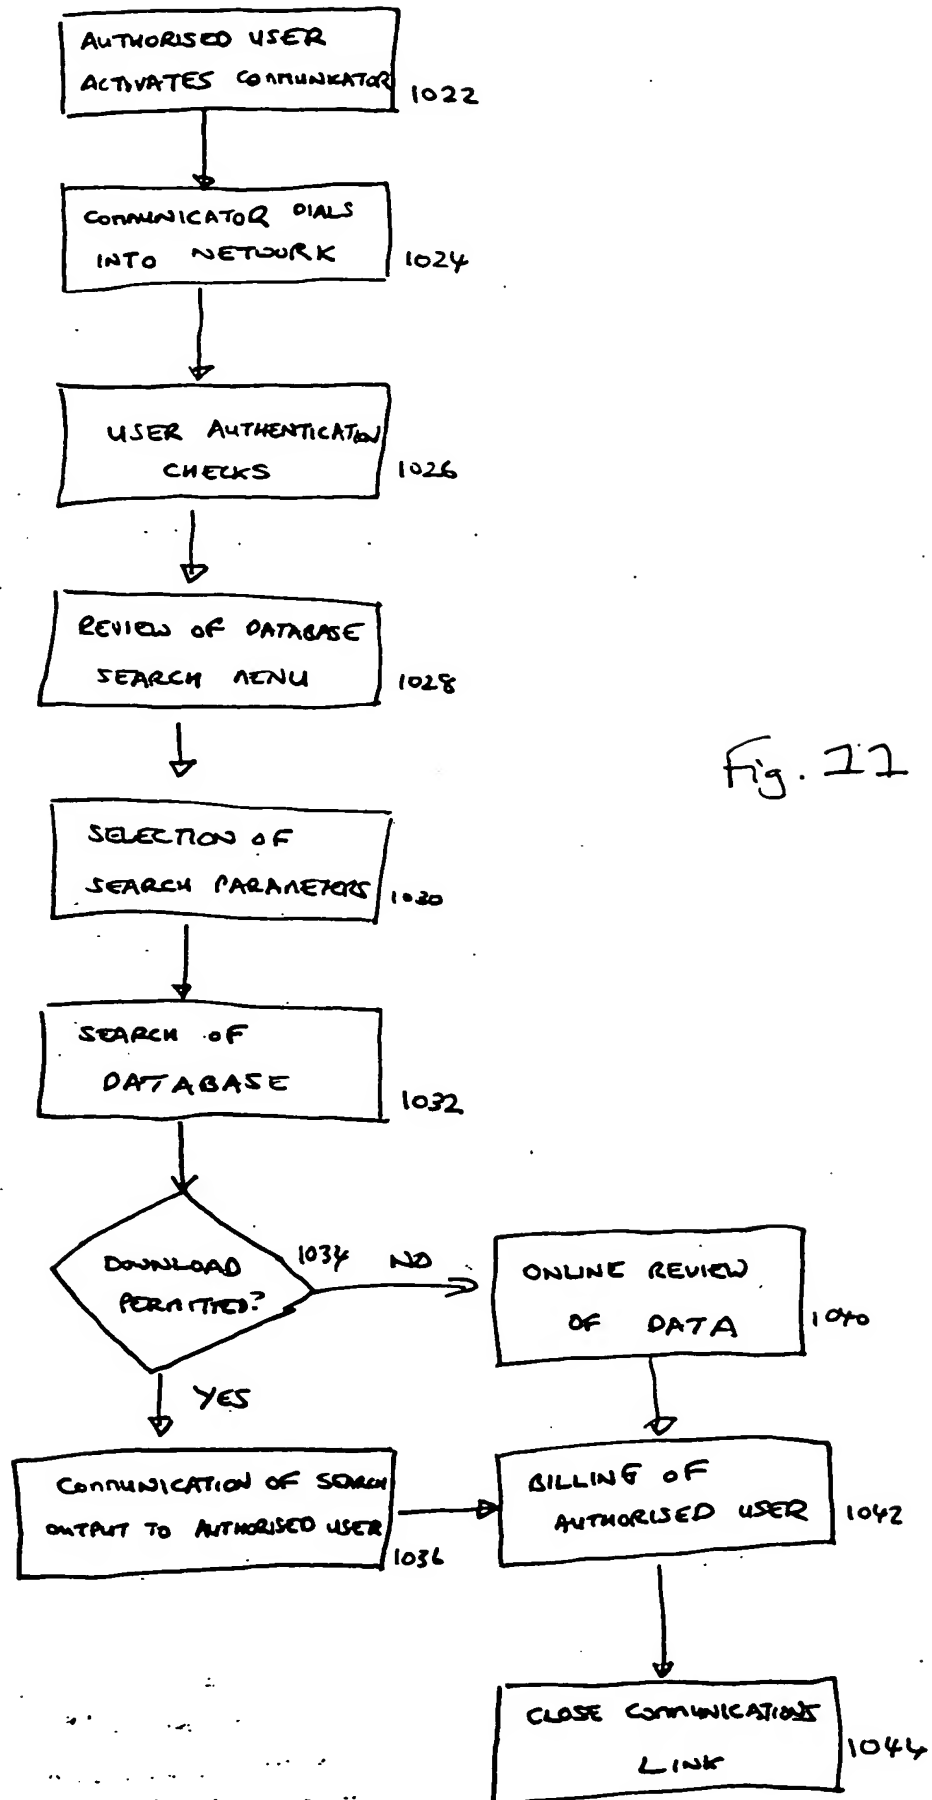 AUTHORISED USER
ACTIVATES COMMUNICATOR
1022
COMMUNICATOR DIALS
INTO NETWORK
1024
USER AUTHENTICATION
CHECKS
1026
REVIEW OF DATABASE
SEARCH MENU
1028
Fig. 11
SELECTION OF
SEARCH PARAMETERS
1030
SEARCH OF
DATABASE
1032
DOWNLOAD
PERMITTED?
1034
NO
ONLINE REVIEW
OF DATA
1040
YES
COMMUNICATION OF SEARCH
OUTPUT TO AUTHORISED USER
1036
BILLING OF
AUTHORISED USER
1042
CLOSE COMMUNICATIONS
LINK
1044